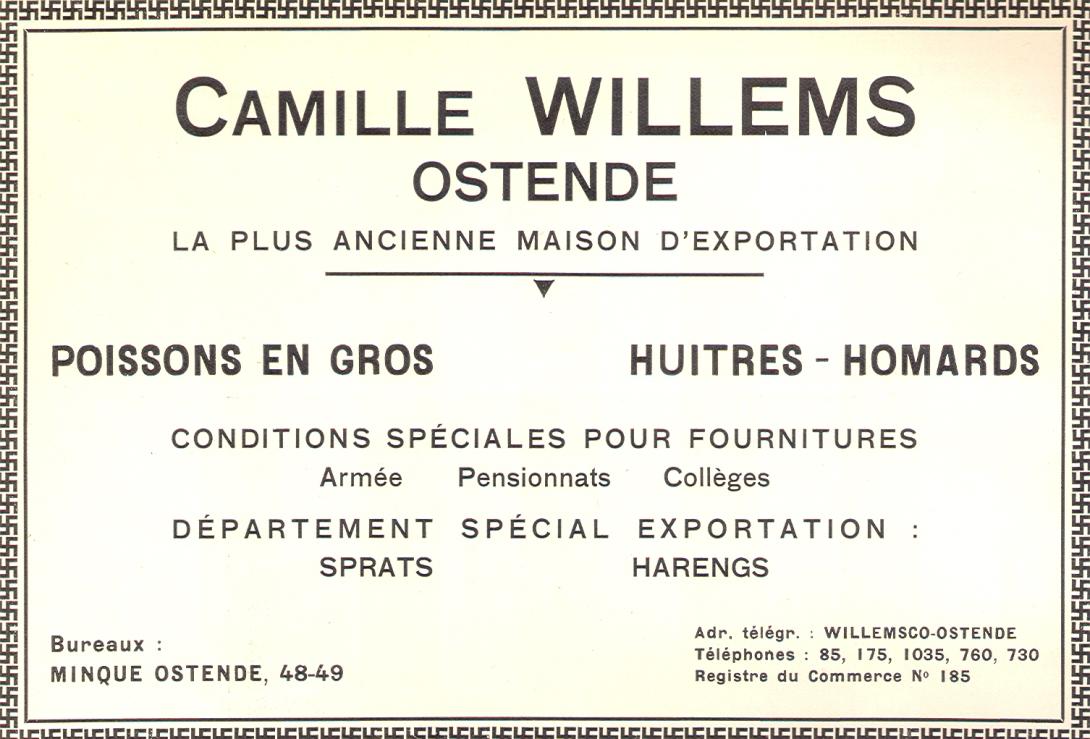 CAMILLE WILLEMS
OSTENDE
LA PLUS ANCIENNE MAISON D'EXPORTATION
POISSONS EN GROS HUITRES - HOMARDS
CONDITIONS SPÉCIALES POUR FOURNITURES
Armée Pensionnats Collèges
DÉPARTEMENT SPÉCIAL EXPORTATION :
SPRATS HARENGS
Bureaux :
MINQUE OSTENDE, 48-49
Adr. télégr. : WILLEMSCO-OSTENDE
Téléphones : 85, 175, 1035, 760, 730
Registre du Commerce Nº 185